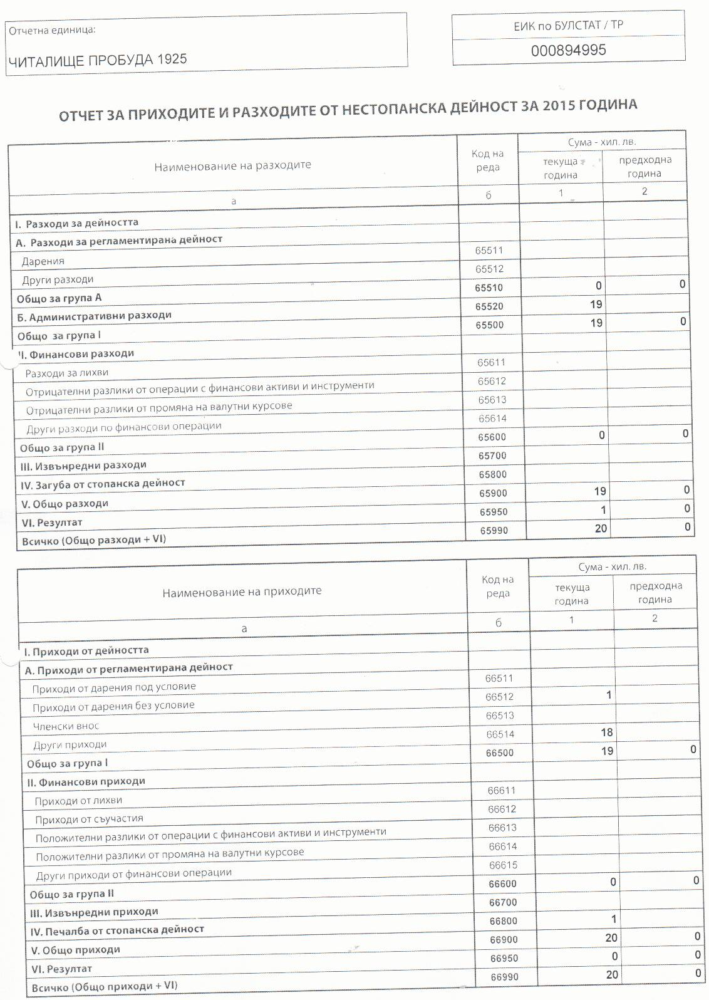 Отчетна единица:
ЧИТАЛИЩЕ ПРОБУДА 1925
ЕИК по БУЛСТАТ / ТР
000894995
ОТЧЕТ ЗА ПРИХОДИТЕ И РАЗХОДИТЕ ОТ НЕСТОПАНСКА ДЕЙНОСТ ЗА 2015 ГОДИНА
Наименование на разходите
Код на реда
Сума - хил. лв.
текуща година
предходна година
а б 1 2
I. Разходи за дейността
А. Разходи за регламентирана дейност
Дарения 65511
Други разходи 65512
Общо за група А 65510 0 0
Б. Административни разходи 65520 19
Общо за група I 65500 19 0
II. Финансови разходи
Разходи за лихви 65611
Отрицателни разлики от операции с финансови активи и инструменти 65612
Отрицателни разлики от промяна на валутни курсове 65613
Други разходи по финансови операции 65614
Общо за група II 65600 0 0
III. Извънредни разходи 65700
IV. Загуба от стопанска дейност 65800
V. Общо разходи 65900 19 0
VI. Резултат 65950 1 0
Всичко (Общо разходи + VI) 65990 20 0
Наименование на приходите
Код на реда
Сума - хил. лв.
текуща година
предходна година
а б 1 2
I. Приходи от дейността
А. Приходи от регламентирана дейност
Приходи от дарения под условие 66511
Приходи от дарения без условие 66512 1
Членски внос 66513
Други приходи 66514 18
Общо за група I 66500 19 0
II. Финансови приходи
Приходи от лихви 66611
Приходи от съучастия 66612
Положителни разлики от операции с финансови активи и инструменти 66613
Положителни разлики от промяна на валутни курсове 66614
Други приходи от финансови операции 66615
Общо за група II 66600 0 0
III. Извънредни приходи 66700
IV. Печалба от стопанска дейност 66800 1
V. Общо приходи 66900 20 0
VI. Резултат 66950 0 0
Всичко (Общо приходи + VI) 66990 20 0